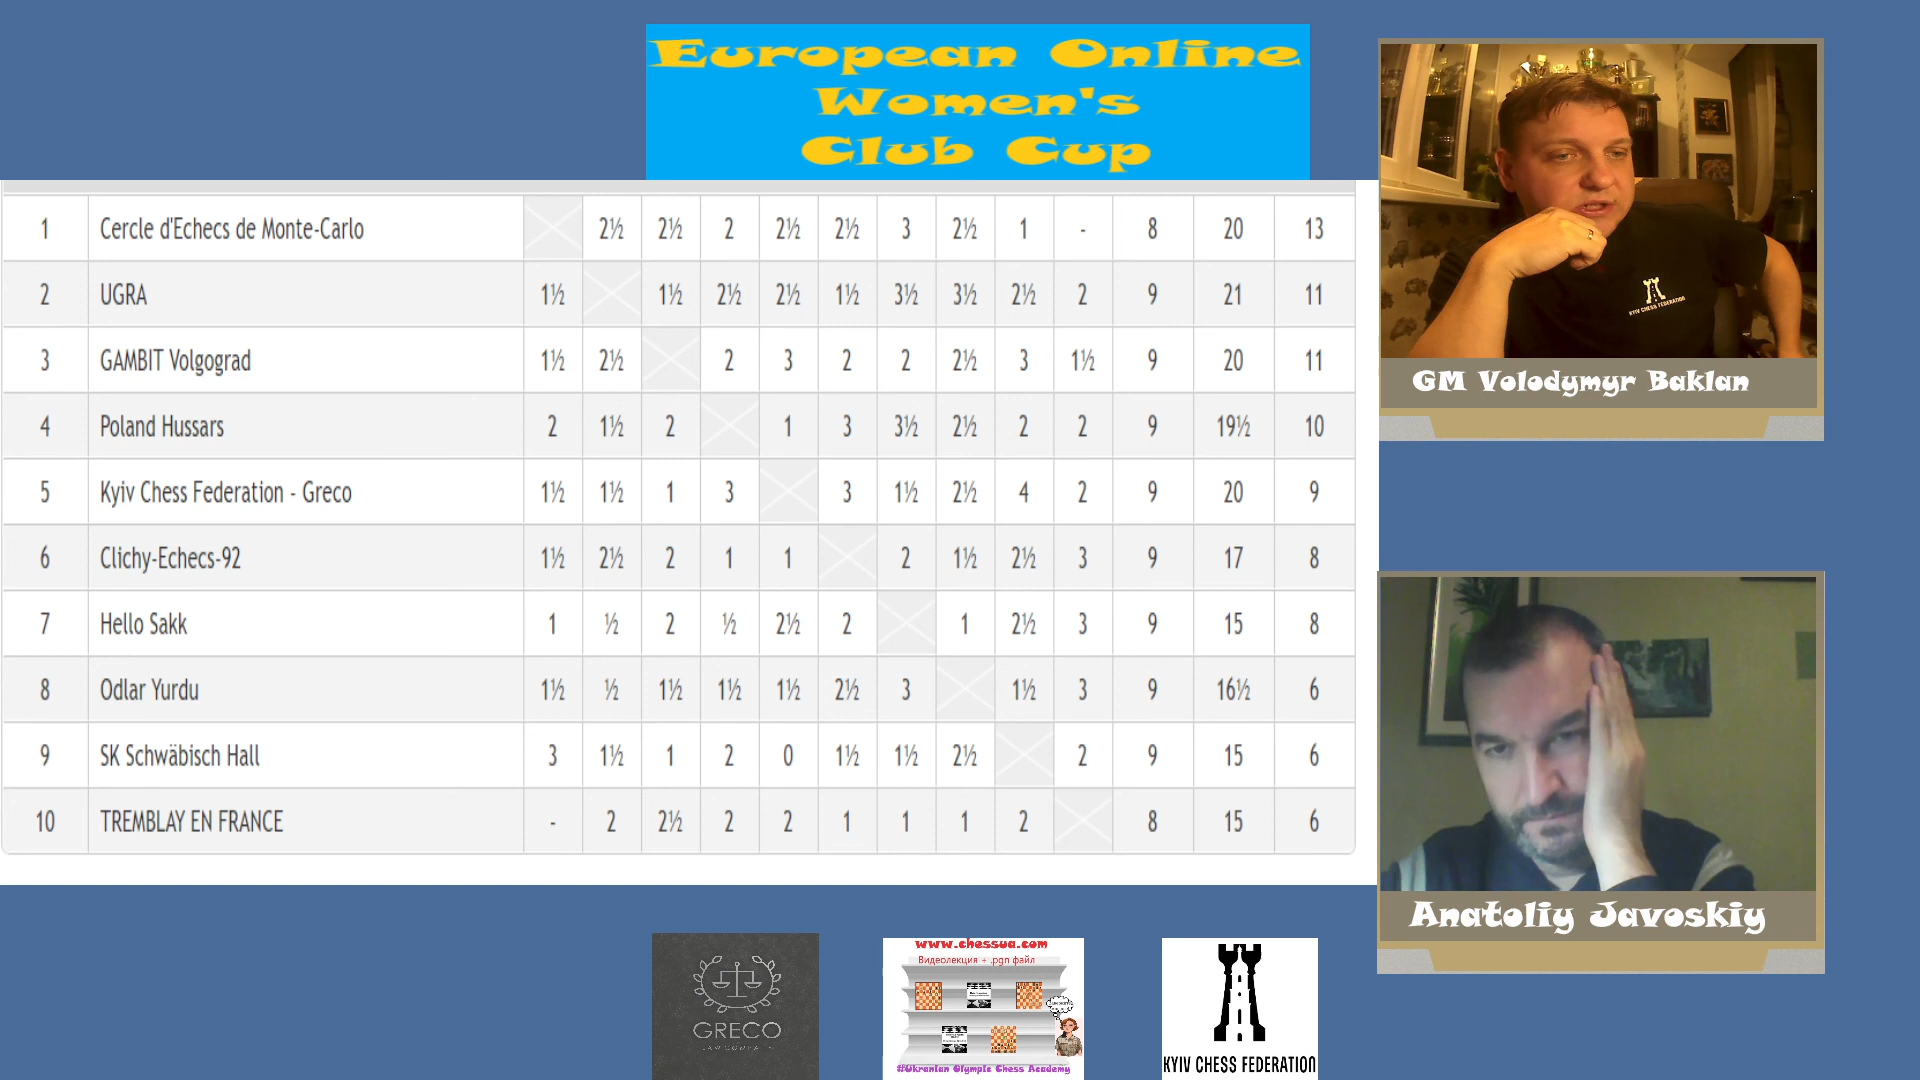 European Online
Women's
Club Cup
1 Cercle d'Echecs de Monte-Carlo 2½ 2½ 2 2½ 2½ 3 2½ 1 - 8 20 13
2 UGRA 1½ 1½ 2½ 2½ 1½ 3½ 3½ 2½ 2 9 21 11
3 GAMBIT Volgograd 1½ 2½ 2 3 2 2 2½ 3 1½ 9 20 11
4 Poland Hussars 2 1½ 2 1 3 3½ 2½ 2 2 9 19½ 10
5 Kyiv Chess Federation - Greco 1½ 1½ 1 3 3 1½ 2½ 4 2 9 20 9
6 Clichy-Echecs-92 1½ 2½ 2 1 1 2 1½ 2½ 3 9 17 8
7 Hello Sakk 1 ½ 2 ½ 2½ 2 1 2½ 3 9 15 8
8 Odlar Yurdu 1½ ½ 1½ 1½ 1½ 2½ 3 1½ 3 9 16½ 6
9 SK Schwäbisch Hall 3 1½ 1 2 0 1½ 1½ 2½ 2 9 15 6
10 TREMBLAY EN FRANCE - 2 2½ 2 2 1 1 1 2 8 15 6
KYIV CHESS FEDERATION
GM Volodymyr Baklan
Anatoliy Javoskiy
GRECO
LAW COMPANY
www.chessua.com
Видеолекция + .pgn файл
#Ukranian Olympic Chess Academy
KYIV CHESS FEDERATION